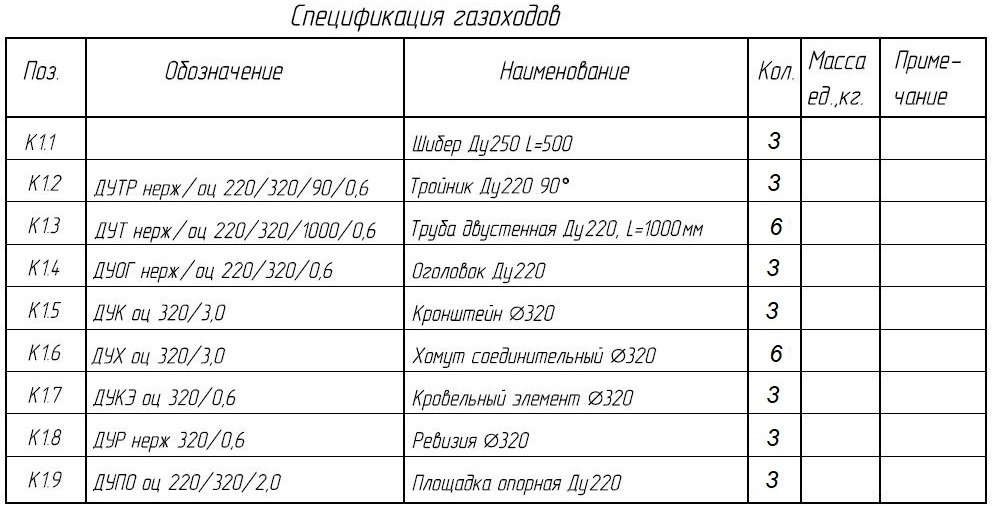 Спецификация газоходов
Поз. Обозначение Наименование Кол. Масса ед.,кг. Приме-чание
К1.1 Шибер Ду250 L=500 3
К1.2 ДУТР нерж/оц 220/320/90/0,6 Тройник Ду220 90° 3
К1.3 ДУТ нерж/оц 220/320/1000/0,6 Труба двустенная Ду220, L=1000мм 6
К1.4 ДУОГ нерж/оц 220/320/0,6 Оголовок Ду220 3
К1.5 ДУК оц 320/3,0 Кронштейн ∅320 3
К1.6 ДУХ оц 320/3,0 Хомут соединительный ∅320 6
К1.7 ДУКЭ оц 320/0,6 Кровельный элемент ∅320 3
К1.8 ДУР нерж 320/0,6 Ревизия ∅320 3
К1.9 ДУПО оц 220/320/2,0 Площадка опорная Ду220 3